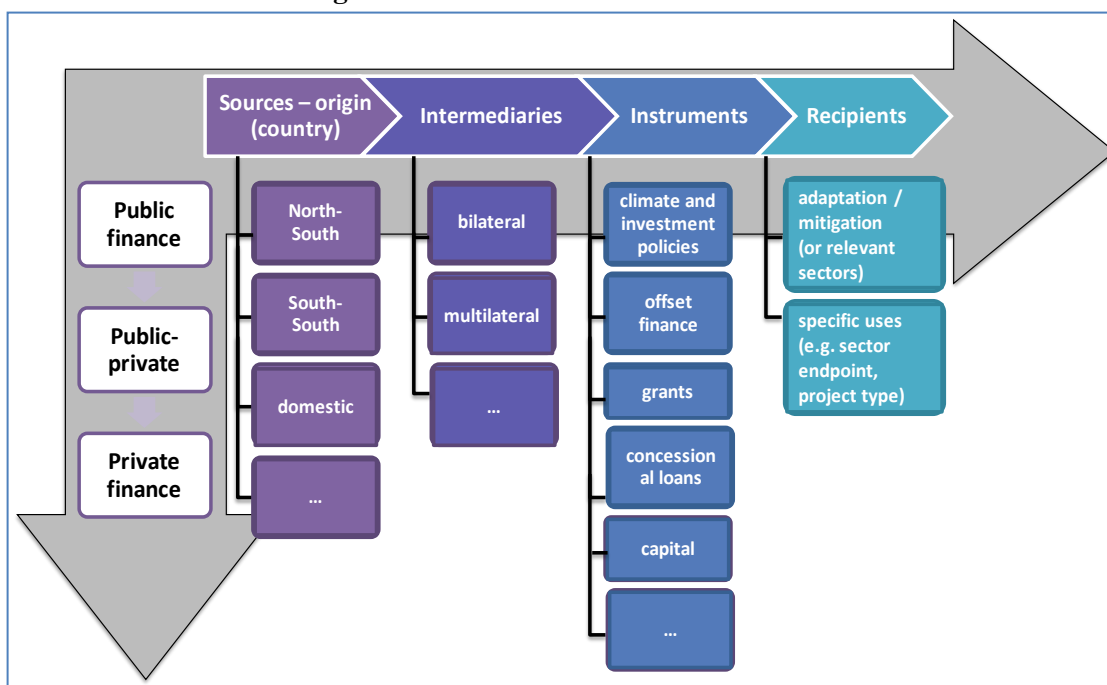 Sources – origin
(country)
Intermediaries
Instruments
Recipients
Public
finance
Public-
private
Private
finance
North-
South
South-
South
domestic
…
bilateral
multilateral
…
climate and
investment
policies
offset
finance
grants
concession
al loans
capital
…
adaptation /
mitigation
(or relevant
sectors)
specific uses
(e.g. sector
endpoint,
project type)